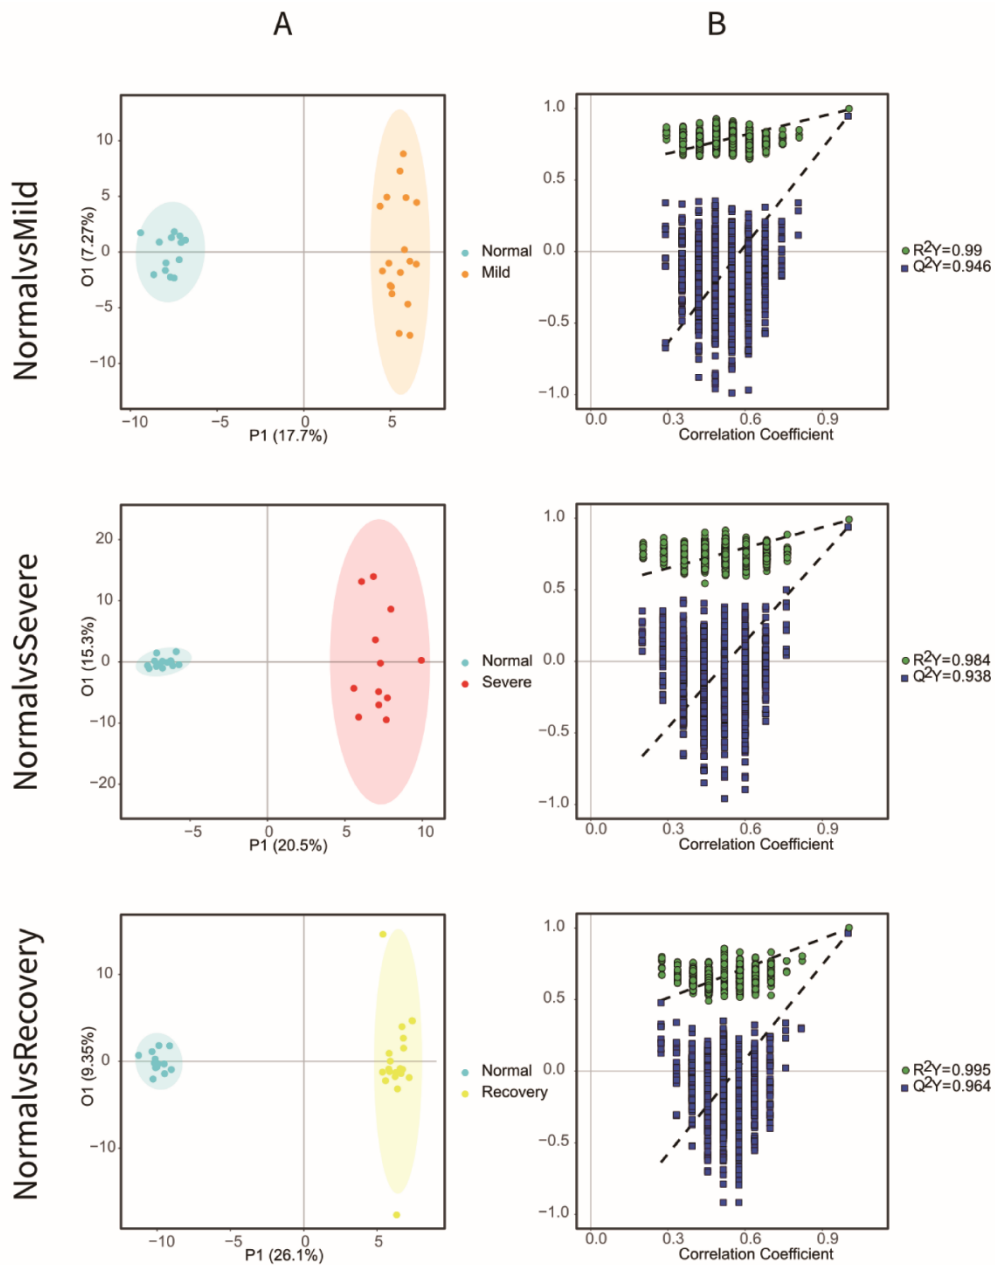 A
B
NormalvsMild
O1 (7.27%)
10
5
0
−5
−10
−10
−5
0
5
P1 (17.7%)
Normal
Mild
1.0
0.5
0.0
−0.5
−1.0
0.0
0.3
0.6
0.9
Correlation Coefficient
R²Y=0.99
Q²Y=0.946
NormalvsSevere
O1 (15.3%)
20
10
0
−10
−20
−5
0
5
10
P1 (20.5%)
Normal
Severe
1.0
0.5
0.0
−0.5
−1.0
0.0
0.3
0.6
0.9
Correlation Coefficient
R²Y=0.984
Q²Y=0.938
NormalvsRecovery
O1 (9.35%)
10
0
−10
−10
−5
0
5
P1 (26.1%)
Normal
Recovery
1.0
0.5
0.0
−0.5
−1.0
0.0
0.3
0.6
0.9
Correlation Coefficient
R²Y=0.995
Q²Y=0.964